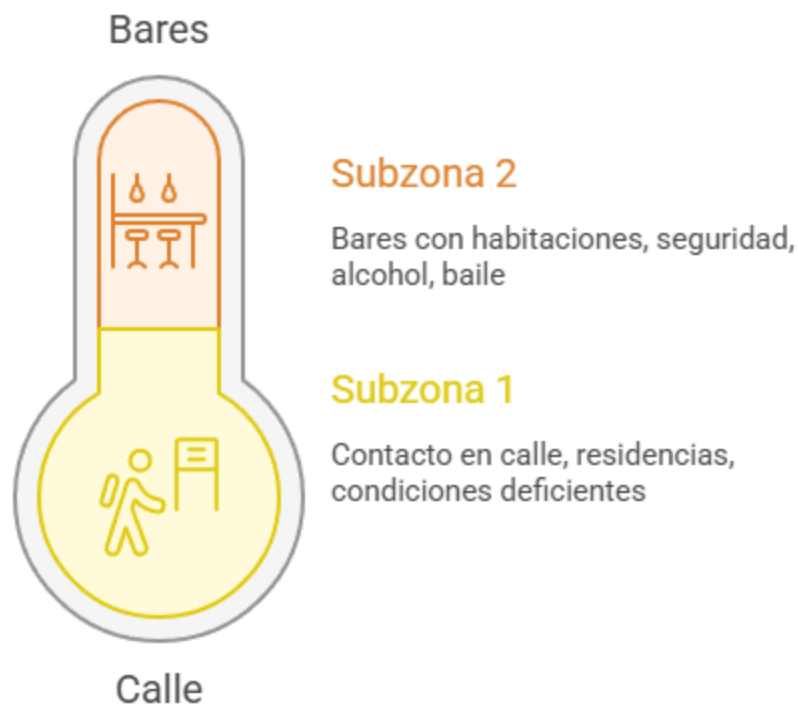 Bares
Subzona 2
Bares con habitaciones, seguridad,
alcohol, baile
Subzona 1
Contacto en calle, residencias,
condiciones deficientes
Calle